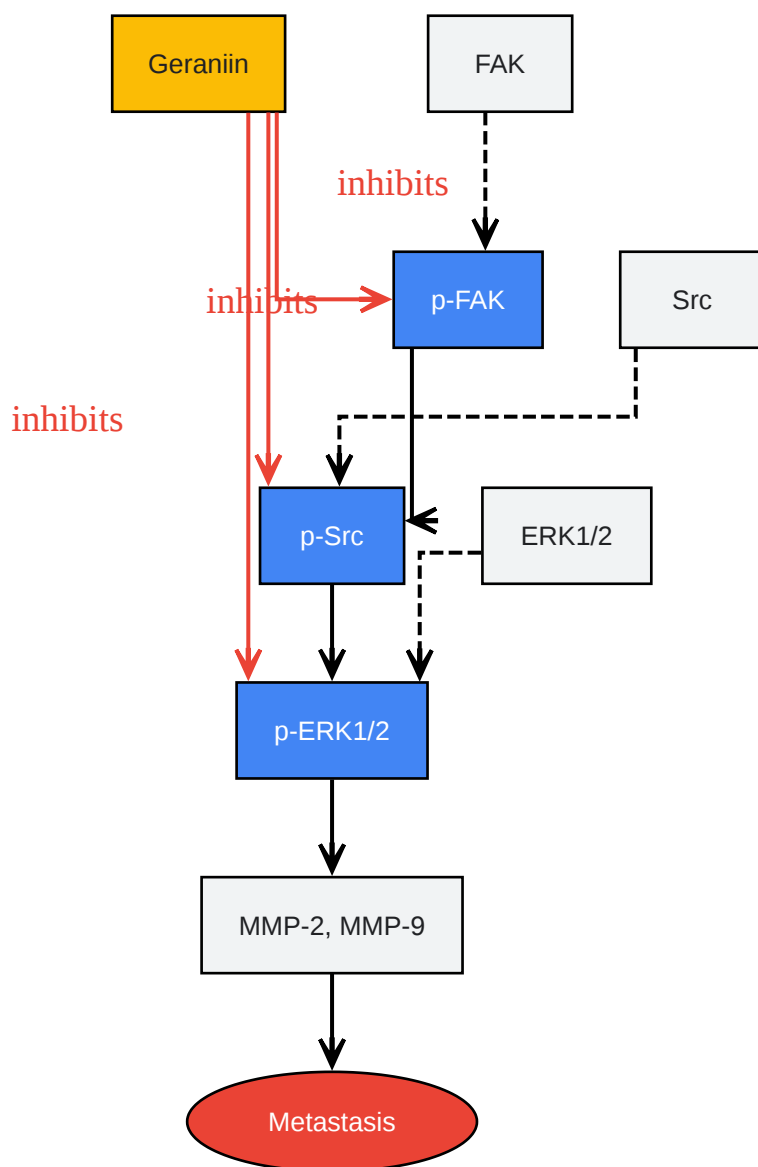 Geraniin
FAK
inhibits
p-FAK
Src
inhibits
inhibits
p-Src
ERK1/2
p-ERK1/2
MMP-2, MMP-9
Metastasis